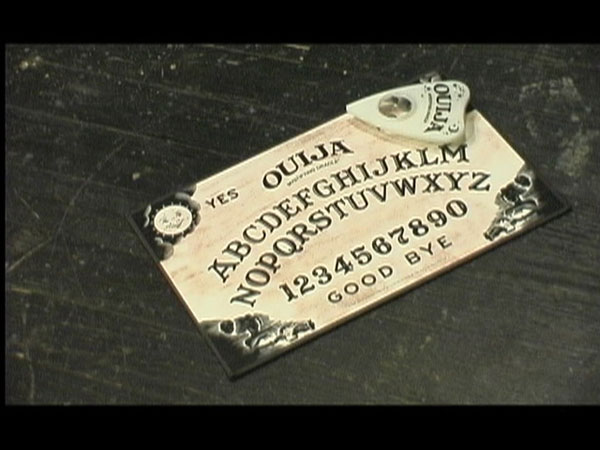 OUIJA
YES
OUIJA
ABCDEFGHIJKLM
NOPQRSTUVWXYZ
1234567890
GOOD BYE